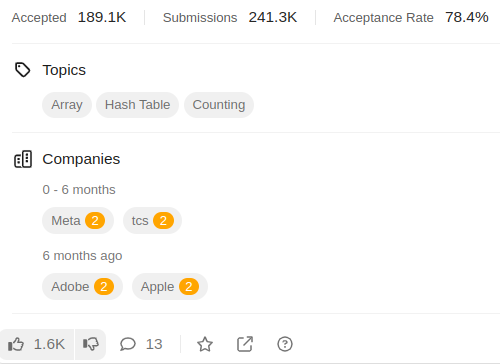 Accepted 189.1K Submissions 241.3K Acceptance Rate 78.4%
Topics
Array Hash Table Counting
Companies
0 - 6 months
Meta 2 tcs 2
6 months ago
Adobe 2 Apple 2
1.6K 13